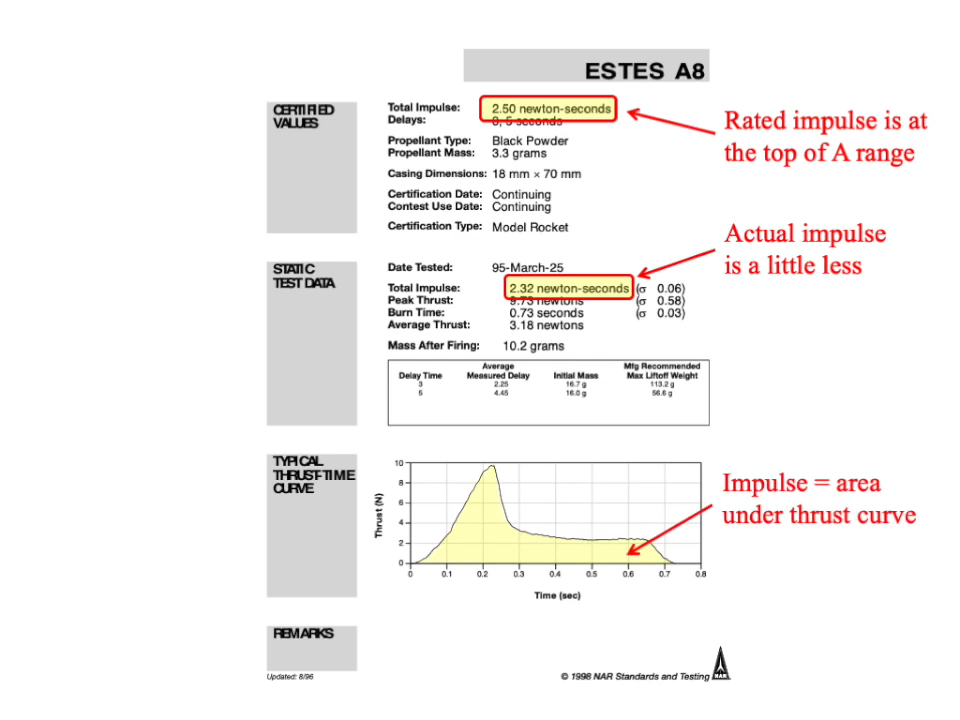 ESTES A8
CERTIFIED
VALUES
Total Impulse: 2.50 newton-seconds
Delays: 3, 5 seconds
Propellant Type: Black Powder
Propellant Mass: 3.3 grams
Casing Dimensions: 18 mm × 70 mm
Certification Date: Continuing
Contest Use Date: Continuing
Certification Type: Model Rocket
Rated impulse is at
the top of A range
STATIC
TEST DATA
Date Tested: 95-March-25
Total Impulse: 2.32 newton-seconds (σ 0.06)
Peak Thrust: 9.73 newtons (σ 0.58)
Burn Time: 0.73 seconds (σ 0.03)
Average Thrust: 3.18 newtons
Mass After Firing: 10.2 grams
Actual impulse
is a little less
Average Mfg Recommended
Delay Time Measured Delay Initial Mass Max Liftoff Weight
3 2.25 16.7 g 113.2 g
5 4.45 16.0 g 56.6 g
TYPICAL
THRUST-TIME
CURVE
Thrust (N)
10
8
6
4
2
0
0 0.1 0.2 0.3 0.4 0.5 0.6 0.7 0.8
Time (sec)
Impulse = area
under thrust curve
REMARKS
Updated: 8/96
© 1998 NAR Standards and Testing
NAR